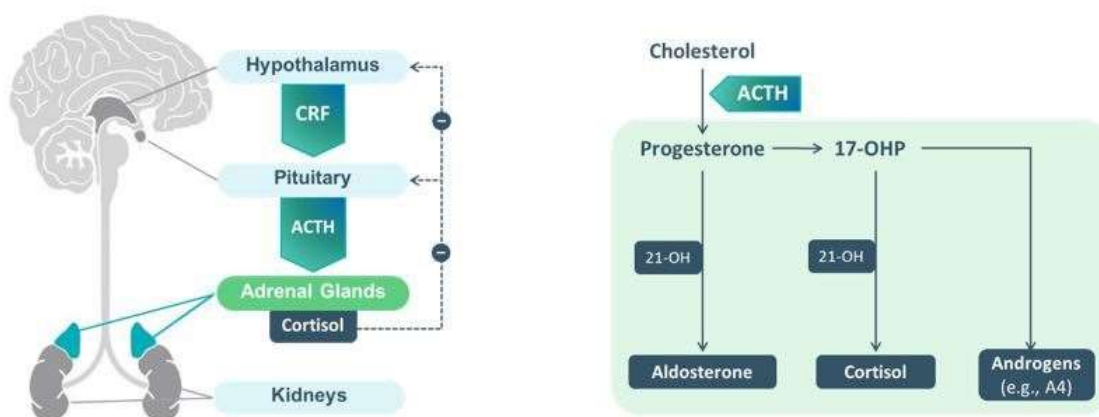 Hypothalamus
CRF
Pituitary
ACTH
Adrenal Glands
Cortisol
Kidneys
Cholesterol
ACTH
Progesterone
17-OHP
21-OH
21-OH
Aldosterone
Cortisol
Androgens
(e.g., A4)